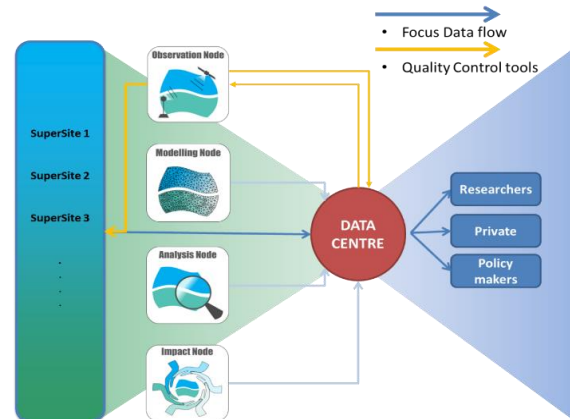 • Focus Data flow
• Quality Control tools
Observation Node
SuperSite 1
SuperSite 2
SuperSite 3
.
.
.
.
Modelling Node
Analysis Node
Impact Node
DATA
CENTRE
Researchers
Private
Policy
makers